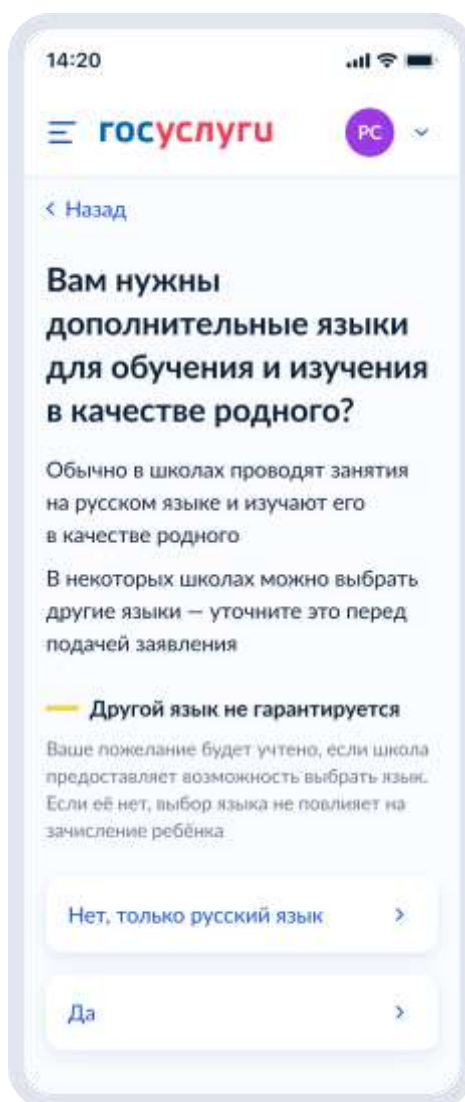 14:20
госуслуги
РС
Назад
Вам нужны
дополнительные языки
для обучения и изучения
в качестве родного?
Обычно в школах проводят занятия
на русском языке и изучают его
в качестве родного
В некоторых школах можно выбрать
другие языки — уточните это перед
подачей заявления
Другой язык не гарантируется
Ваше пожелание будет учтено, если школа
предоставляет возможность выбрать язык.
Если её нет, выбор языка не повлияет на
зачисление ребёнка
Нет, только русский язык
Да